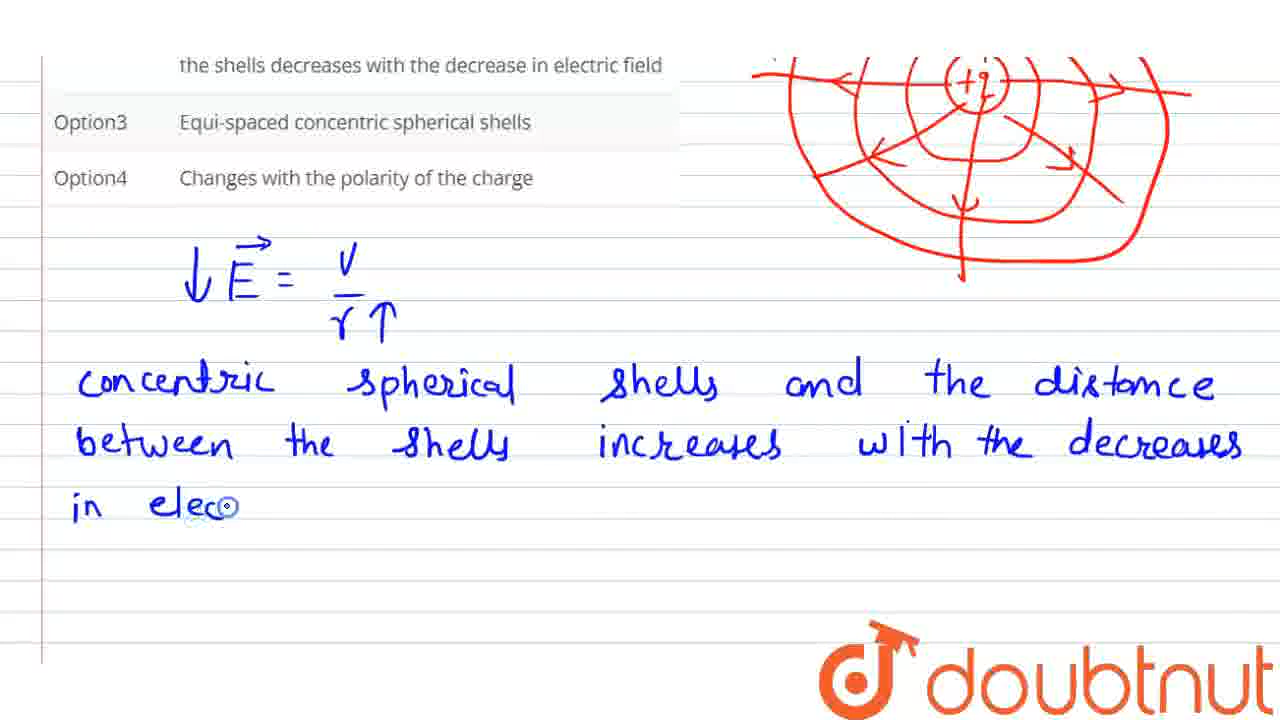 the shells decreases with the decrease in electric field
Option3 Equi-spaced concentric spherical shells
Option4 Changes with the polarity of the charge
+q
↓ E⃗ = V
r ↑
concentric spherical shells and the distance
between the shells increases with the decreases
in elec
doubtnut